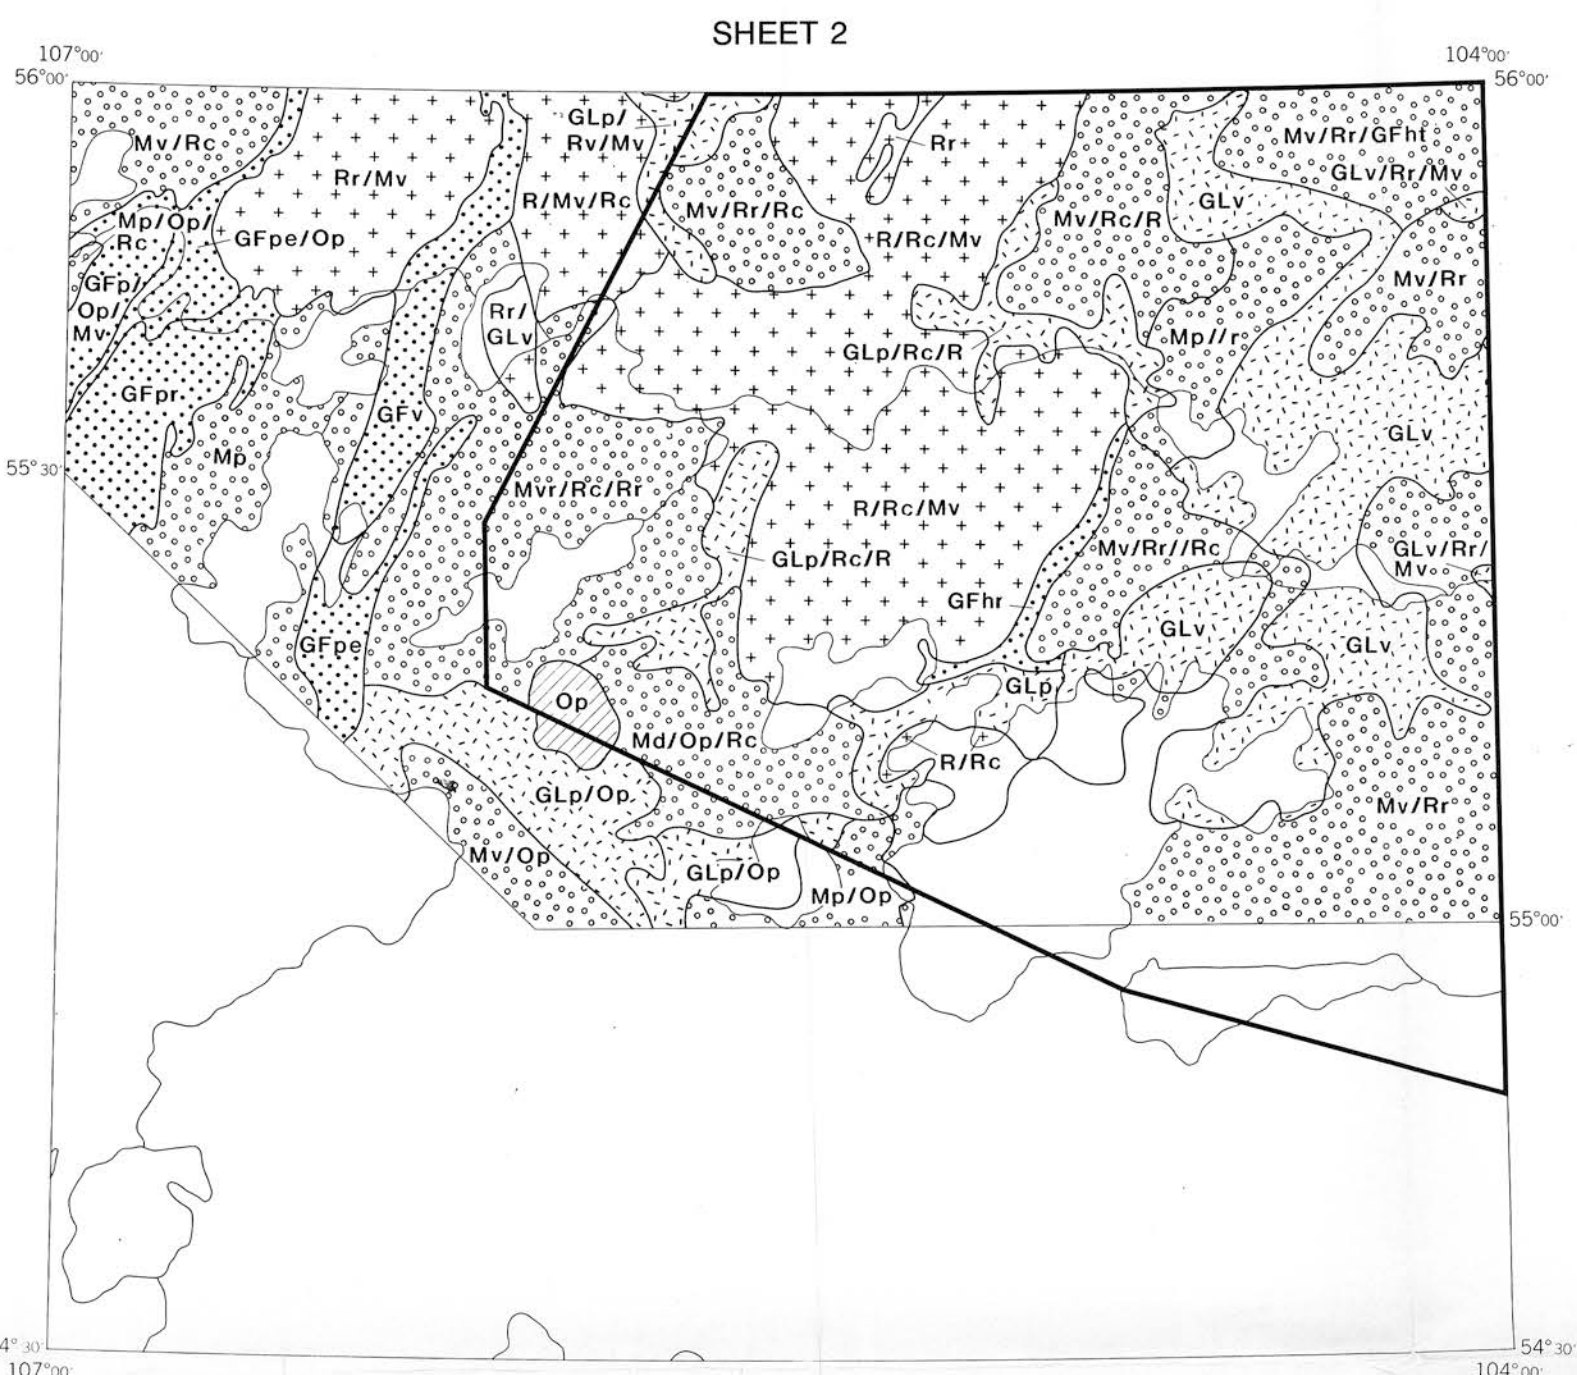 SHEET 2
107°00'
104°00'
56°00'
56°00'
GLp/
Rv/Mv
Mv/Rc
Rr
Mv/Rr/GFht
Rr/Mv
GLv/Rr/Mv
R/Mv/Rc
Mv/Rr/Rc
Mv/Rc/R
GLv
Mp/Op/
Rc
GFpe/Op
R/Rc/Mv
GFp/
Op/
Mv
Mv/Rr
Rr/
GLv
Mp//r
GLp/Rc/R
GFpr
GFv
GLv
Mp
55°30'
Mvr/Rc/Rr
R/Rc/Mv
Mv/Rr//Rc
GLv/Rr/
Mv
GLp/Rc/R
GFhr
GLv
GFpe
GLv
GLp
Op
Md/Op/Rc
R/Rc
GLp/Op
Mv/Rr
Mv/Op
GLp/Op
Mp/Op
55°00'
4°30'
54°30'
107°00'
104°00'